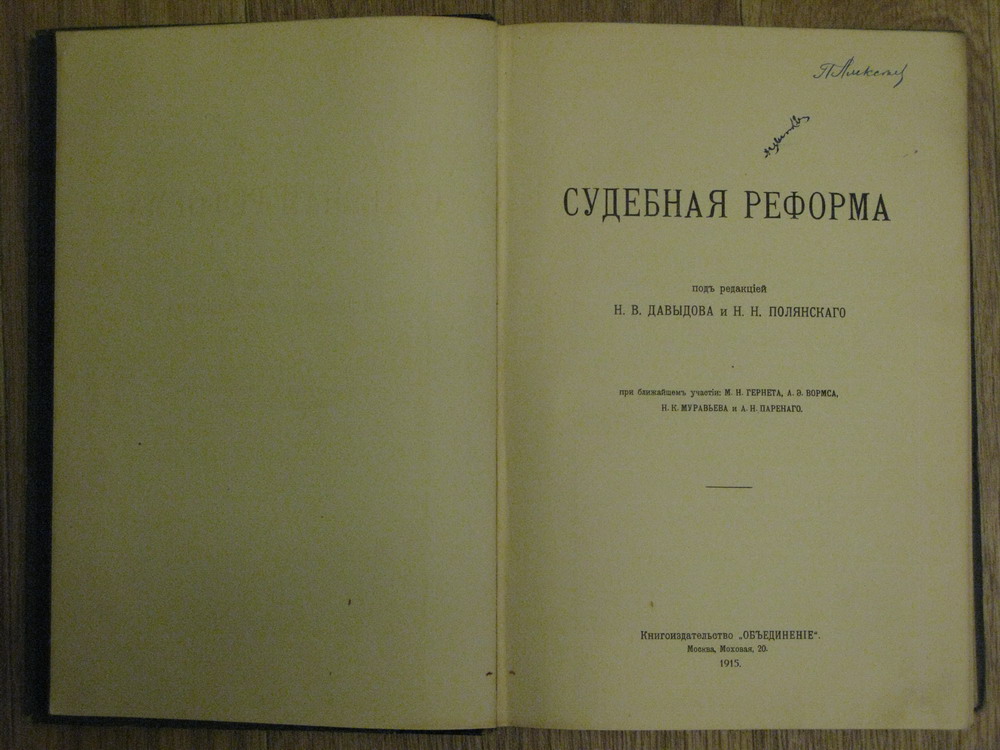 СУДЕБНАЯ РЕФОРМА
подъ редакціей
Н. В. ДАВЫДОВА и Н. Н. ПОЛЯНСКАГО
при ближайшемъ участіи: М. Н. ГЕРНЕТА, А. Э. ВОРМСА,
Н. К. МУРАВЬЕВА и А. Н. ПАРЕНАГО.
Книгоиздательство „ОБЪЕДИНЕНІЕ“.
Москва, Моховая, 20.
1915.